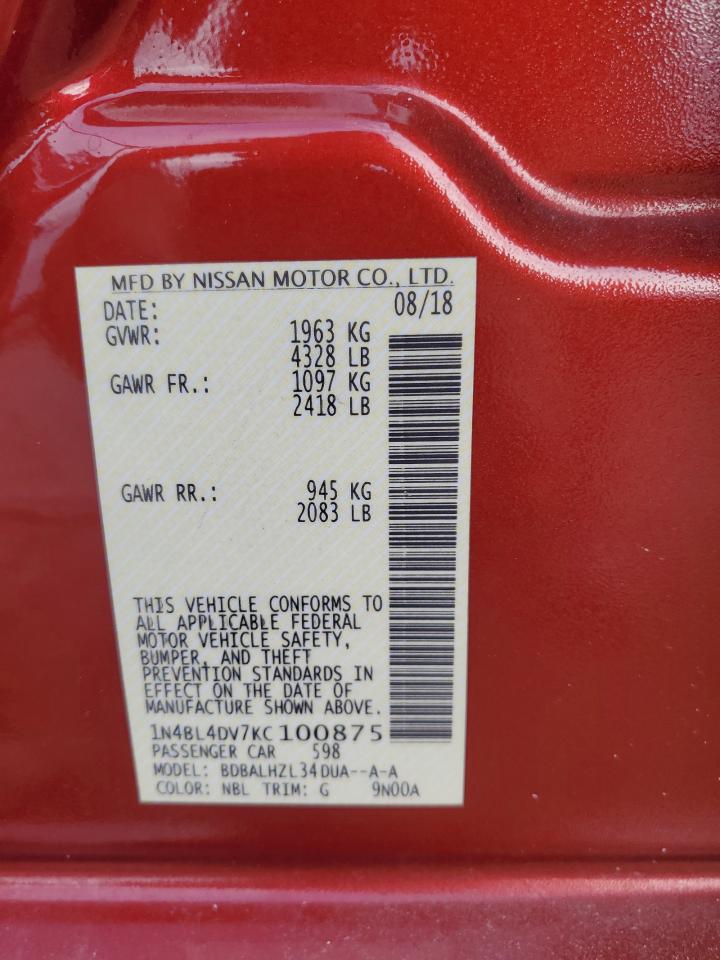 MFD BY NISSAN MOTOR CO., LTD.
DATE: 08/18
GVWR: 1963 KG
4328 LB
GAWR FR.: 1097 KG
2418 LB
GAWR RR.: 945 KG
2083 LB
THIS VEHICLE CONFORMS TO
ALL APPLICABLE FEDERAL
MOTOR VEHICLE SAFETY,
BUMPER, AND THEFT
PREVENTION STANDARDS IN
EFFECT ON THE DATE OF
MANUFACTURE SHOWN ABOVE.
1N4BL4DV7KC100875
PASSENGER CAR 598
MODEL: BDBALHZL34DUA--A-A
COLOR: NBL TRIM: G 9N00A